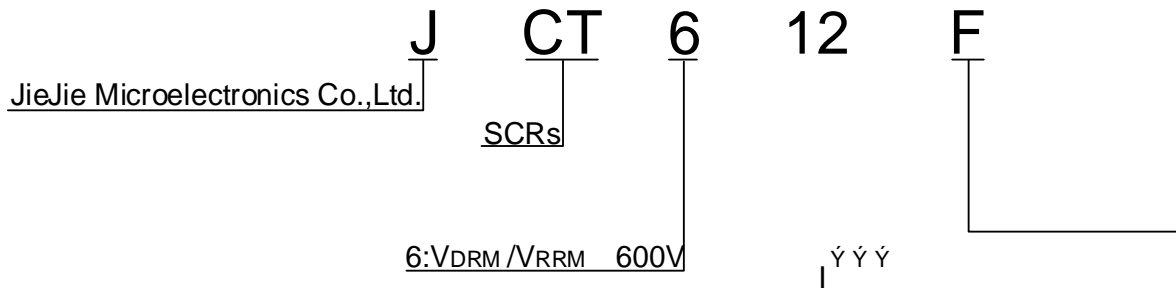 J CT 6 12 F
JieJie Microelectronics Co.,Ltd.
SCRs
6:VDRM /VRRM 600V
Ý Ý Ý